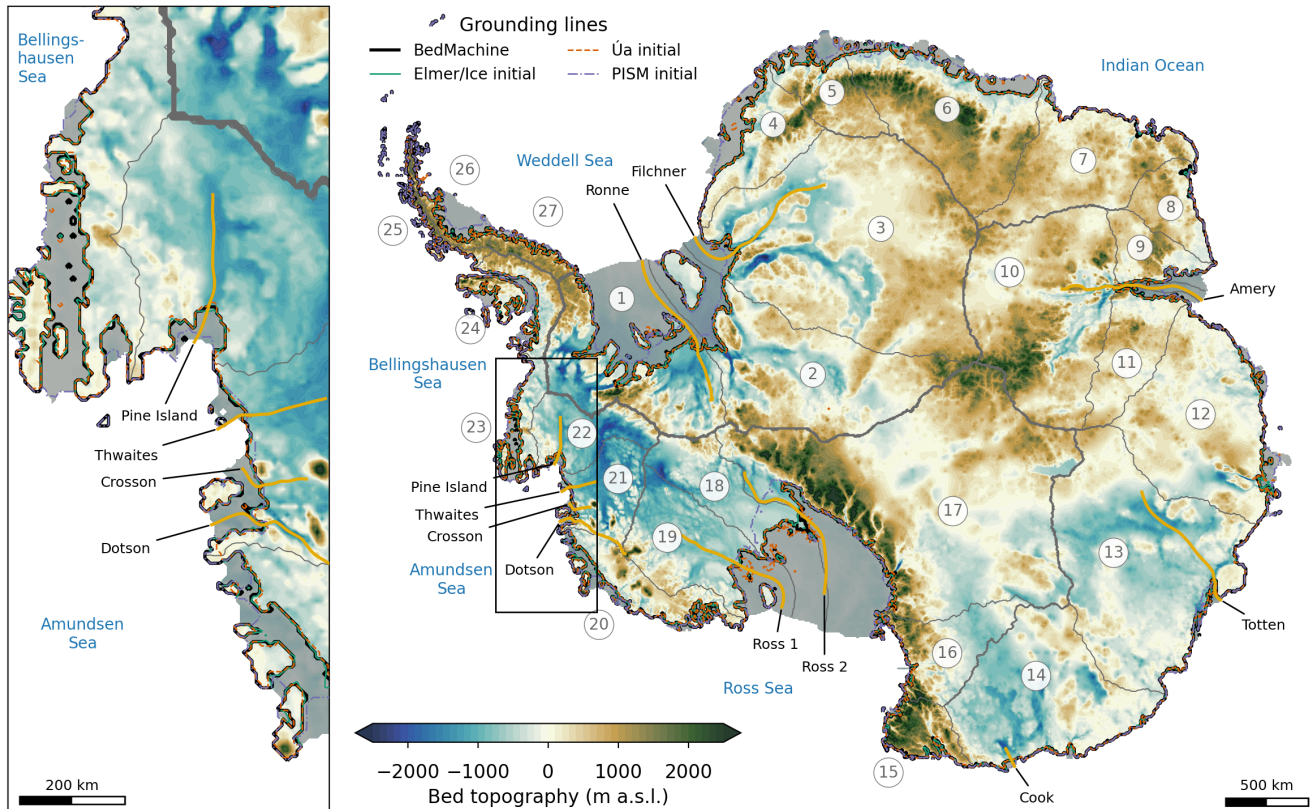 Bellings-
hausen
Sea
Pine Island
Thwaites
Crosson
Dotson
Amundsen
Sea
200 km
Grounding lines
BedMachine
Elmer/Ice initial
Úa initial
PISM initial
Indian Ocean
Weddell Sea
Filchner
Ronne
Bellingshausen
Sea
Pine Island
Thwaites
Crosson
Amundsen
Sea
Dotson
Ross 1
Ross 2
Ross Sea
Amery
Totten
Cook
1
2
3
4
5
6
7
8
9
10
11
12
13
14
15
16
17
18
19
20
21
22
23
24
25
26
27
−2000 −1000 0 1000 2000
Bed topography (m a.s.l.)
500 km